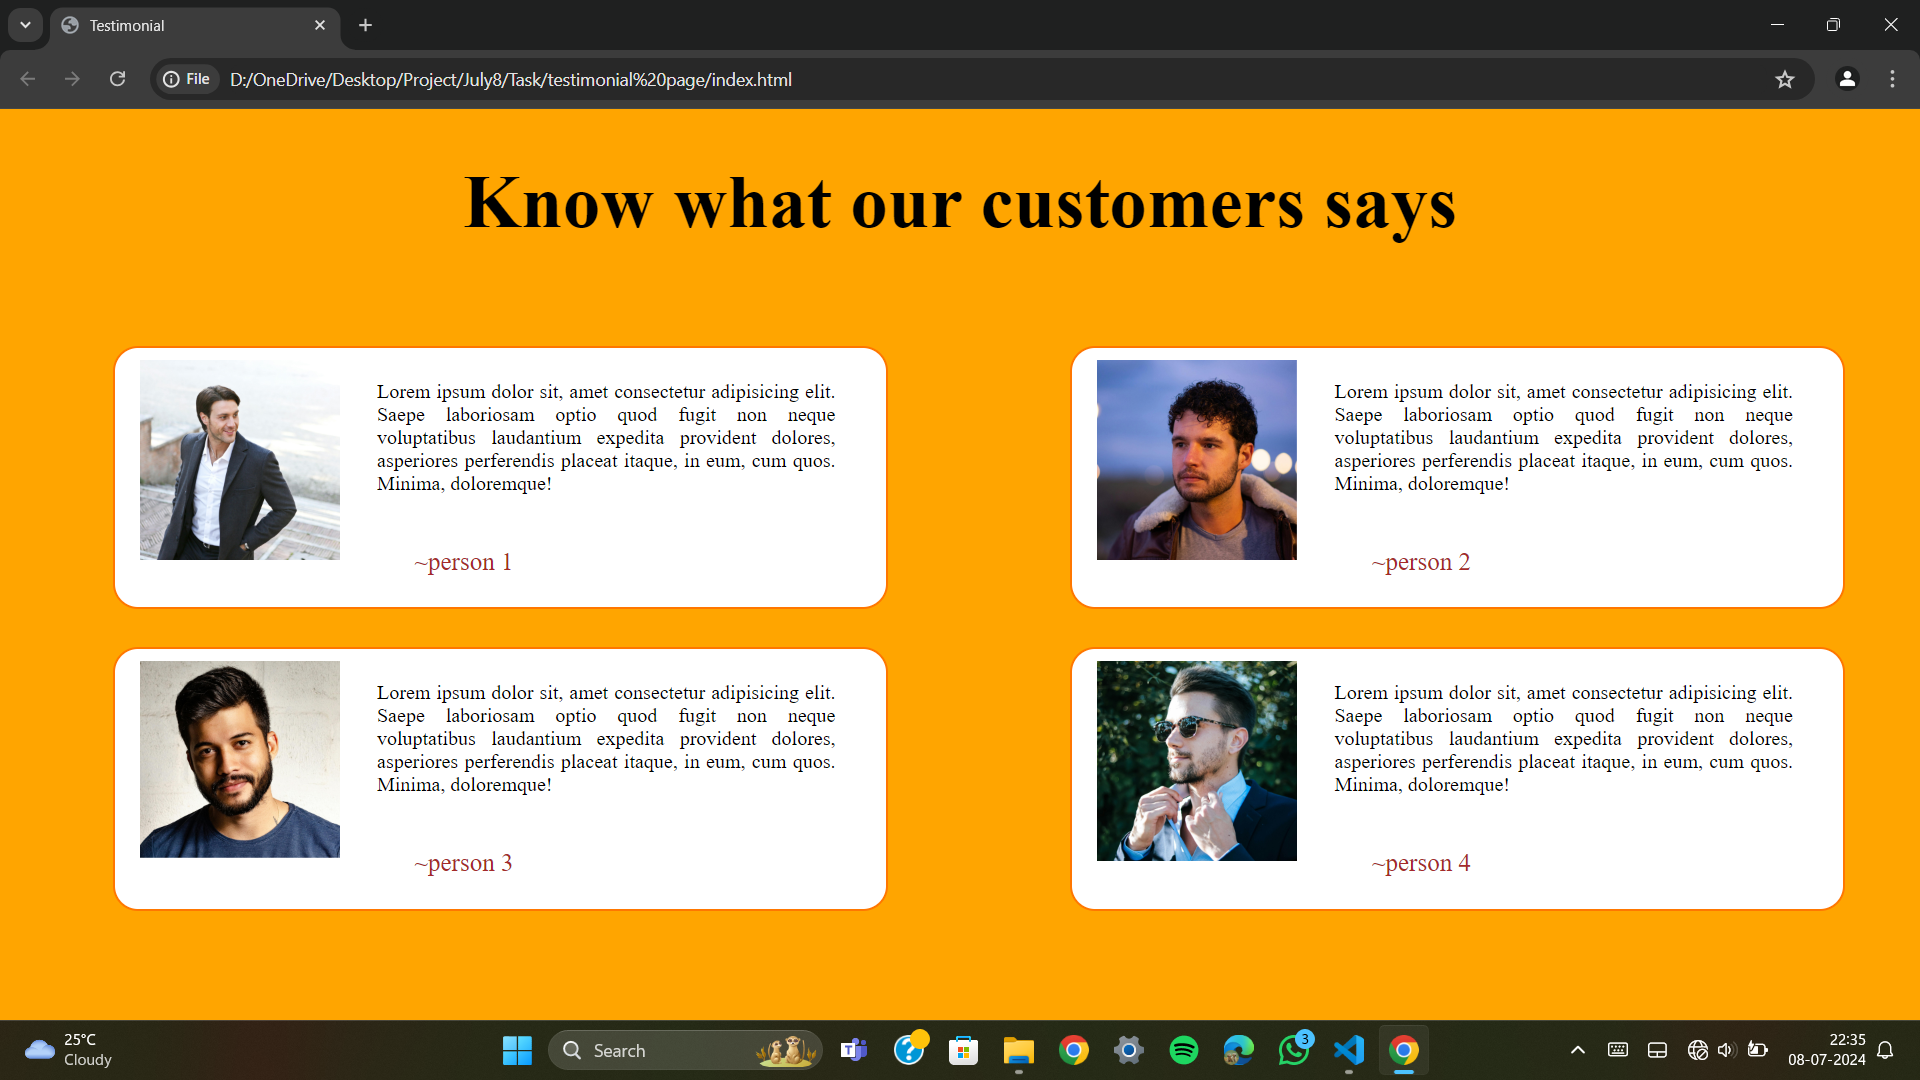 Testimonial
File
D:/OneDrive/Desktop/Project/July8/Task/testimonial%20page/index.html
Know what our customers says
Lorem ipsum dolor sit, amet consectetur adipisicing elit.
Saepe laboriosam optio quod fugit non neque
voluptatibus laudantium expedita provident dolores,
asperiores perferendis placeat itaque, in eum, cum quos.
Minima, doloremque!
~person 1
Lorem ipsum dolor sit, amet consectetur adipisicing elit.
Saepe laboriosam optio quod fugit non neque
voluptatibus laudantium expedita provident dolores,
asperiores perferendis placeat itaque, in eum, cum quos.
Minima, doloremque!
~person 2
Lorem ipsum dolor sit, amet consectetur adipisicing elit.
Saepe laboriosam optio quod fugit non neque
voluptatibus laudantium expedita provident dolores,
asperiores perferendis placeat itaque, in eum, cum quos.
Minima, doloremque!
~person 3
Lorem ipsum dolor sit, amet consectetur adipisicing elit.
Saepe laboriosam optio quod fugit non neque
voluptatibus laudantium expedita provident dolores,
asperiores perferendis placeat itaque, in eum, cum quos.
Minima, doloremque!
~person 4
25°C
Cloudy
Search
3
22:35
08-07-2024